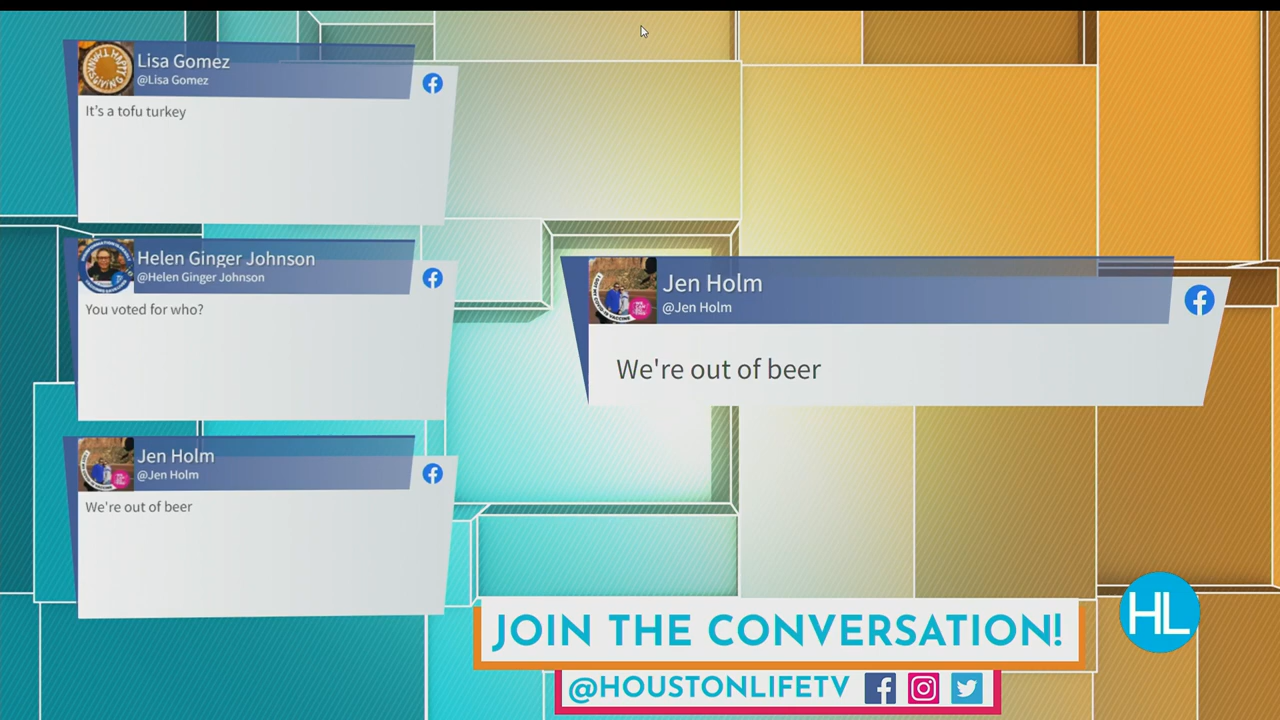 Lisa Gomez
@Lisa Gomez
It's a tofu turkey
Helen Ginger Johnson
@Helen Ginger Johnson
You voted for who?
Jen Holm
@Jen Holm
We're out of beer
Jen Holm
@Jen Holm
We're out of beer
JOIN THE CONVERSATION!
@HOUSTONLIFETV
HL